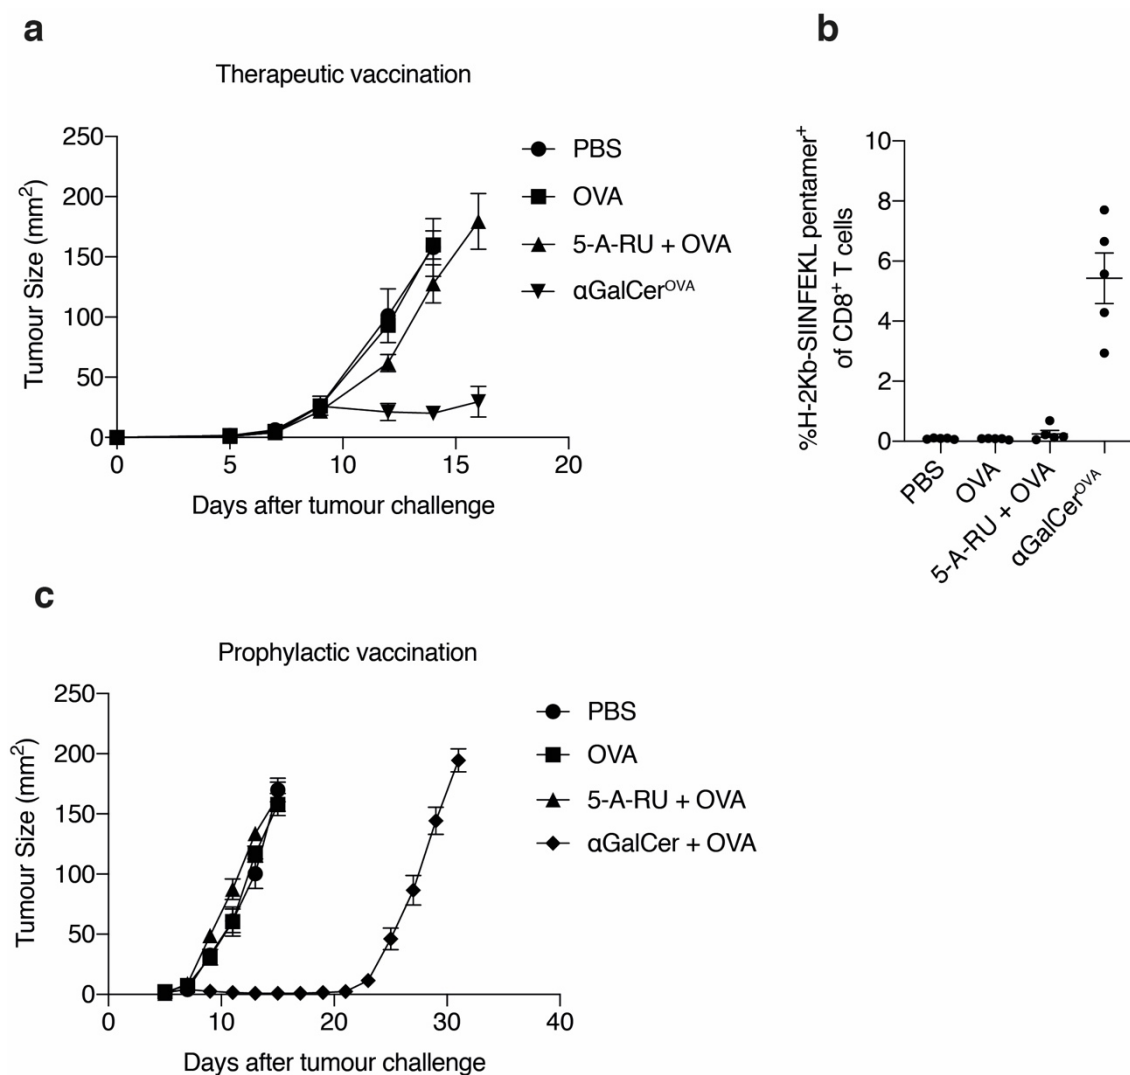 a
Therapeutic vaccination
250
200
150
100
50
0
0
5
10
15
20
Tumour Size (mm²)
Days after tumour challenge
PBS
OVA
5-A-RU + OVA
αGalCerᴼⱽᴬ
b
%H-2Kb-SIINFEKL pentamer⁺
of CD8⁺ T cells
10
8
6
4
2
0
PBS
OVA
5-A-RU + OVA
αGalCerᴼⱽᴬ
c
Prophylactic vaccination
250
200
150
100
50
0
0
10
20
30
40
Tumour Size (mm²)
Days after tumour challenge
PBS
OVA
5-A-RU + OVA
αGalCer + OVA